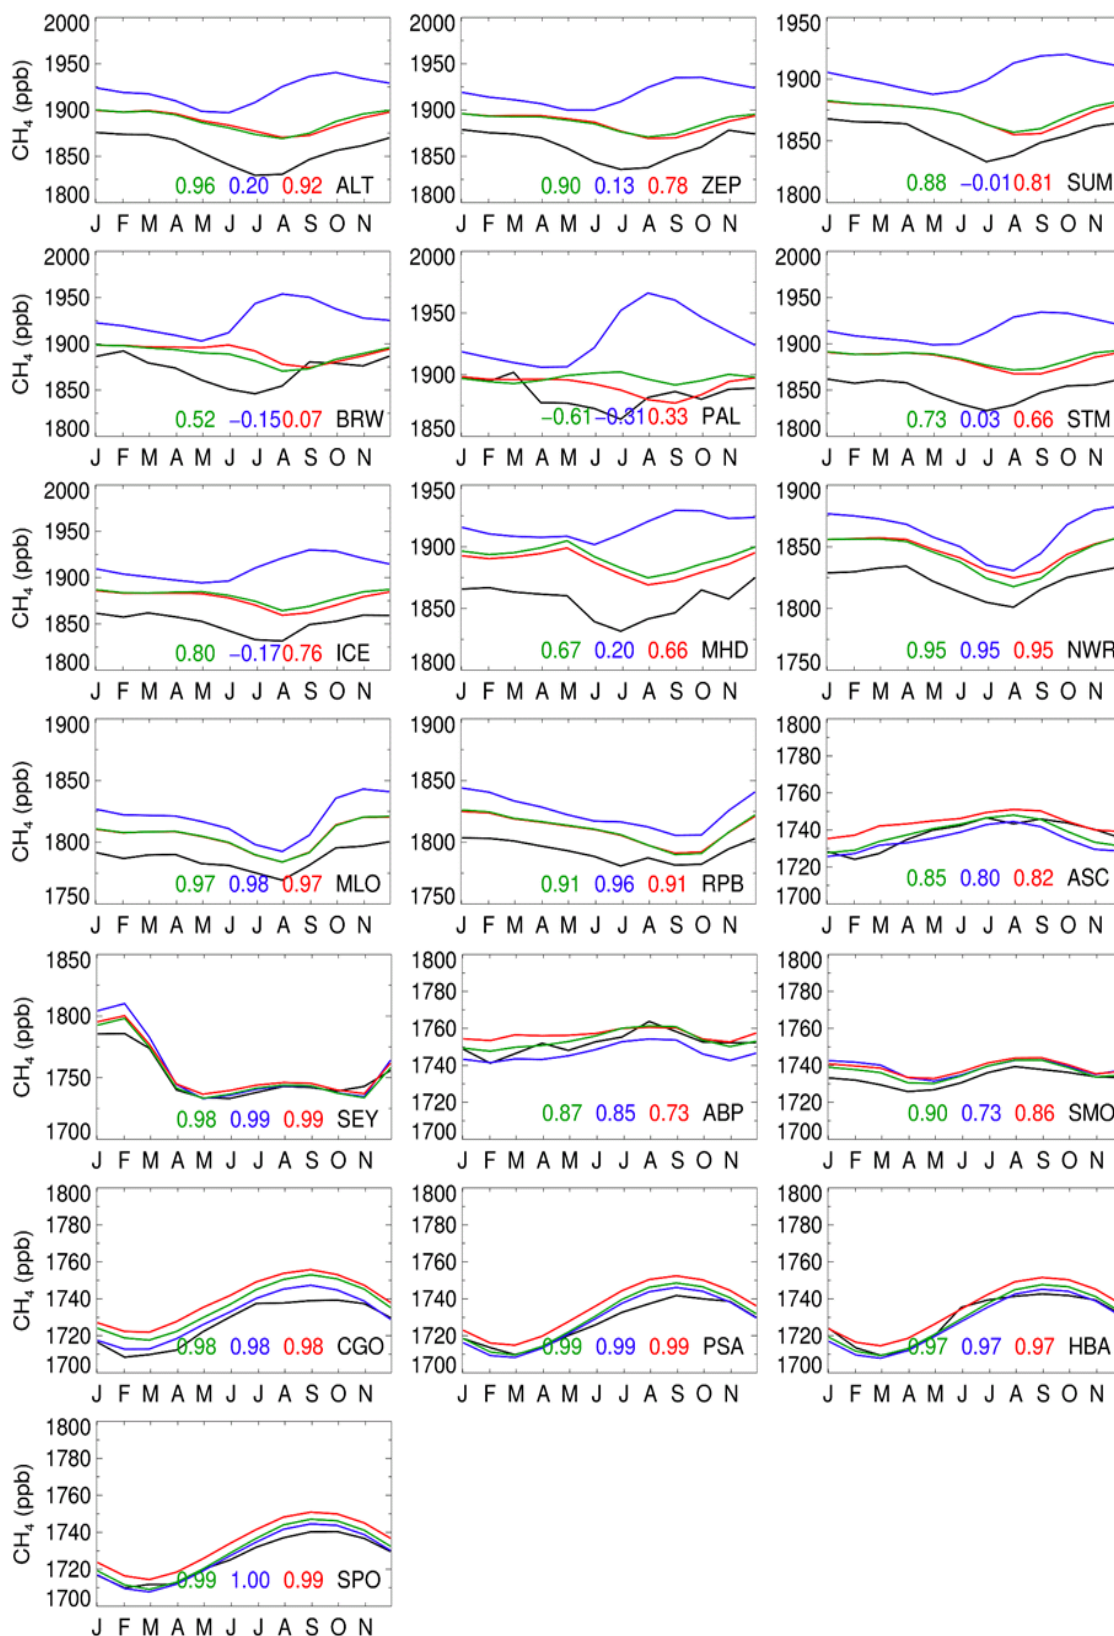 2000 2000 1950
1950 1950
CH4 (ppb) 1900 1900 1900
1850 1850 1850
1800 0.96 0.20 0.92 ALT 1800 0.90 0.13 0.78 ZEP 1800 0.88 −0.01 0.81 SUM
J F M A M J J A S O N J F M A M J J A S O N J F M A M J J A S O N
2000 2000 2000
1950 1950 1950
CH4 (ppb) 1900 1900 1900
1850 1850
1800 0.52 −0.15 0.07 BRW 1850 −0.61 −0.31 0.33 PAL 1800 0.73 0.03 0.66 STM
J F M A M J J A S O N J F M A M J J A S O N J F M A M J J A S O N
2000 1950 1900
1950
CH4 (ppb) 1900 1900 1850
1850 1850 1800
1800 0.80 −0.17 0.76 ICE 1800 0.67 0.20 0.66 MHD 1750 0.95 0.95 0.95 NWR
J F M A M J J A S O N J F M A M J J A S O N J F M A M J J A S O N
1900 1900 1800
1780
CH4 (ppb) 1850 1850 1760
1800 1800 1740
1720
1750 0.97 0.98 0.97 MLO 1750 0.91 0.96 0.91 RPB 1700 0.85 0.80 0.82 ASC
J F M A M J J A S O N J F M A M J J A S O N J F M A M J J A S O N
1850 1800 1800
1780 1780
CH4 (ppb) 1800 1760 1760
1750 1740 1740
1720 1720
1700 0.98 0.99 0.99 SEY 1700 0.87 0.85 0.73 ABP 1700 0.90 0.73 0.86 SMO
J F M A M J J A S O N J F M A M J J A S O N J F M A M J J A S O N
1800 1800 1800
1780 1780 1780
CH4 (ppb) 1760 1760 1760
1740 1740 1740
1720 1720 1720
1700 0.98 0.98 0.98 CGO 1700 0.99 0.99 0.99 PSA 1700 0.97 0.97 0.97 HBA
J F M A M J J A S O N J F M A M J J A S O N J F M A M J J A S O N
1800
1780
CH4 (ppb) 1760
1740
1720
1700 0.99 1.00 0.99 SPO
J F M A M J J A S O N